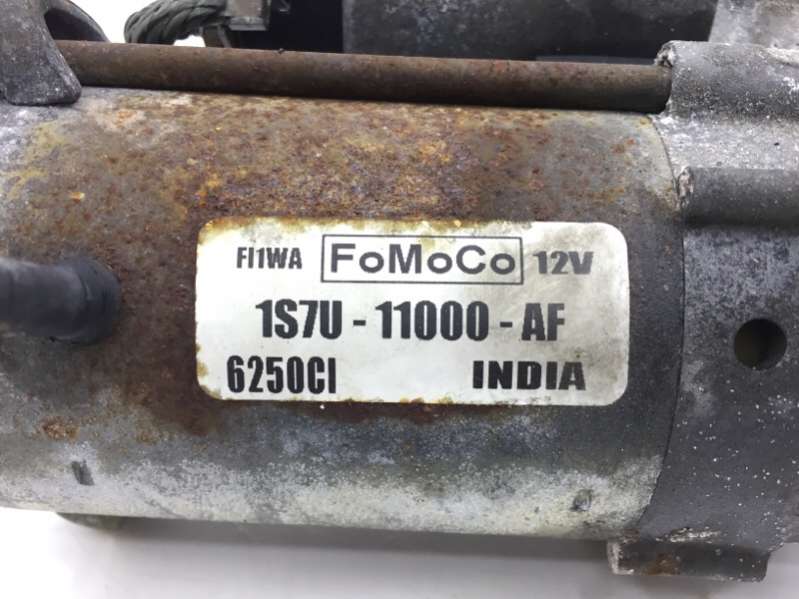 FI1WA FoMoCo 12V
1S7U - 11000 - AF
6250CI INDIA